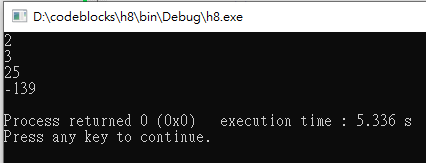 D:\codeblocks\h8\bin\Debug\h8.exe
2
3
25
-139
Process returned 0 (0x0)   execution time : 5.336 s
Press any key to continue.